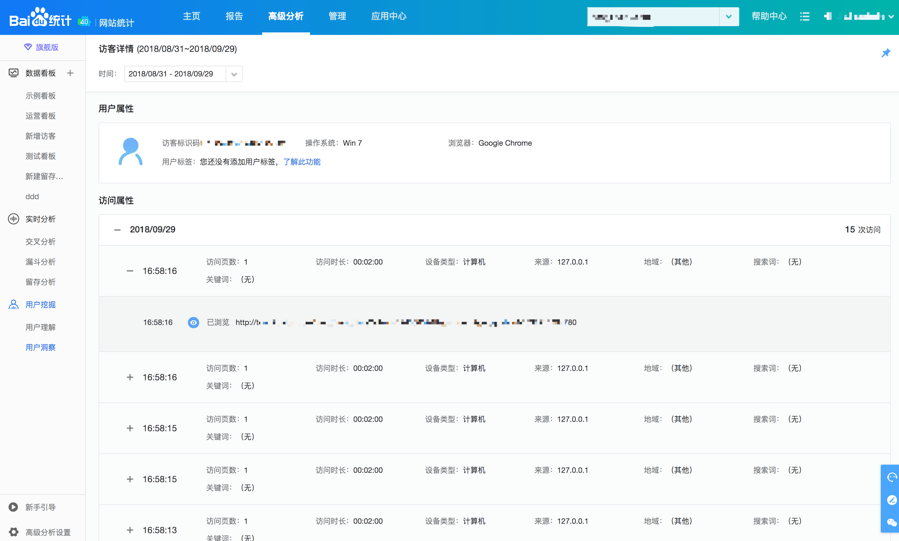 Bai du 统计 40 网站统计 主页 报告 高级分析 管理 应用中心 帮助中心
旗舰版
数据看板 +
示例看板
运营看板
新增访客
测试看板
新建留存...
ddd
实时分析
交叉分析
漏斗分析
留存分析
用户挖掘
用户理解
用户洞察
新手引导
高级分析设置
访客详情 (2018/08/31~2018/09/29)
时间: 2018/08/31 - 2018/09/29
用户属性
访客标识码: 操作系统: Win 7 浏览器: Google Chrome
用户标签: 您还没有添加用户标签, 了解此功能
访问属性
— 2018/09/29 15 次访问
— 16:58:16 访问页数: 1 访问时长: 00:02:00 设备类型: 计算机 来源: 127.0.0.1 地域: (其他) 搜索词: (无)
关键词: (无)
16:58:16 已浏览 http://t 780
+ 16:58:16 访问页数: 1 访问时长: 00:02:00 设备类型: 计算机 来源: 127.0.0.1 地域: (其他) 搜索词: (无)
关键词: (无)
+ 16:58:15 访问页数: 1 访问时长: 00:02:00 设备类型: 计算机 来源: 127.0.0.1 地域: (其他) 搜索词: (无)
关键词: (无)
+ 16:58:15 访问页数: 1 访问时长: 00:02:00 设备类型: 计算机 来源: 127.0.0.1 地域: (其他) 搜索词: (无)
关键词: (无)
+ 16:58:13 访问页数: 1 访问时长: 00:02:00 设备类型: 计算机 来源: 127.0.0.1 地域: (其他) 搜索词: (无)
关键词: (无)